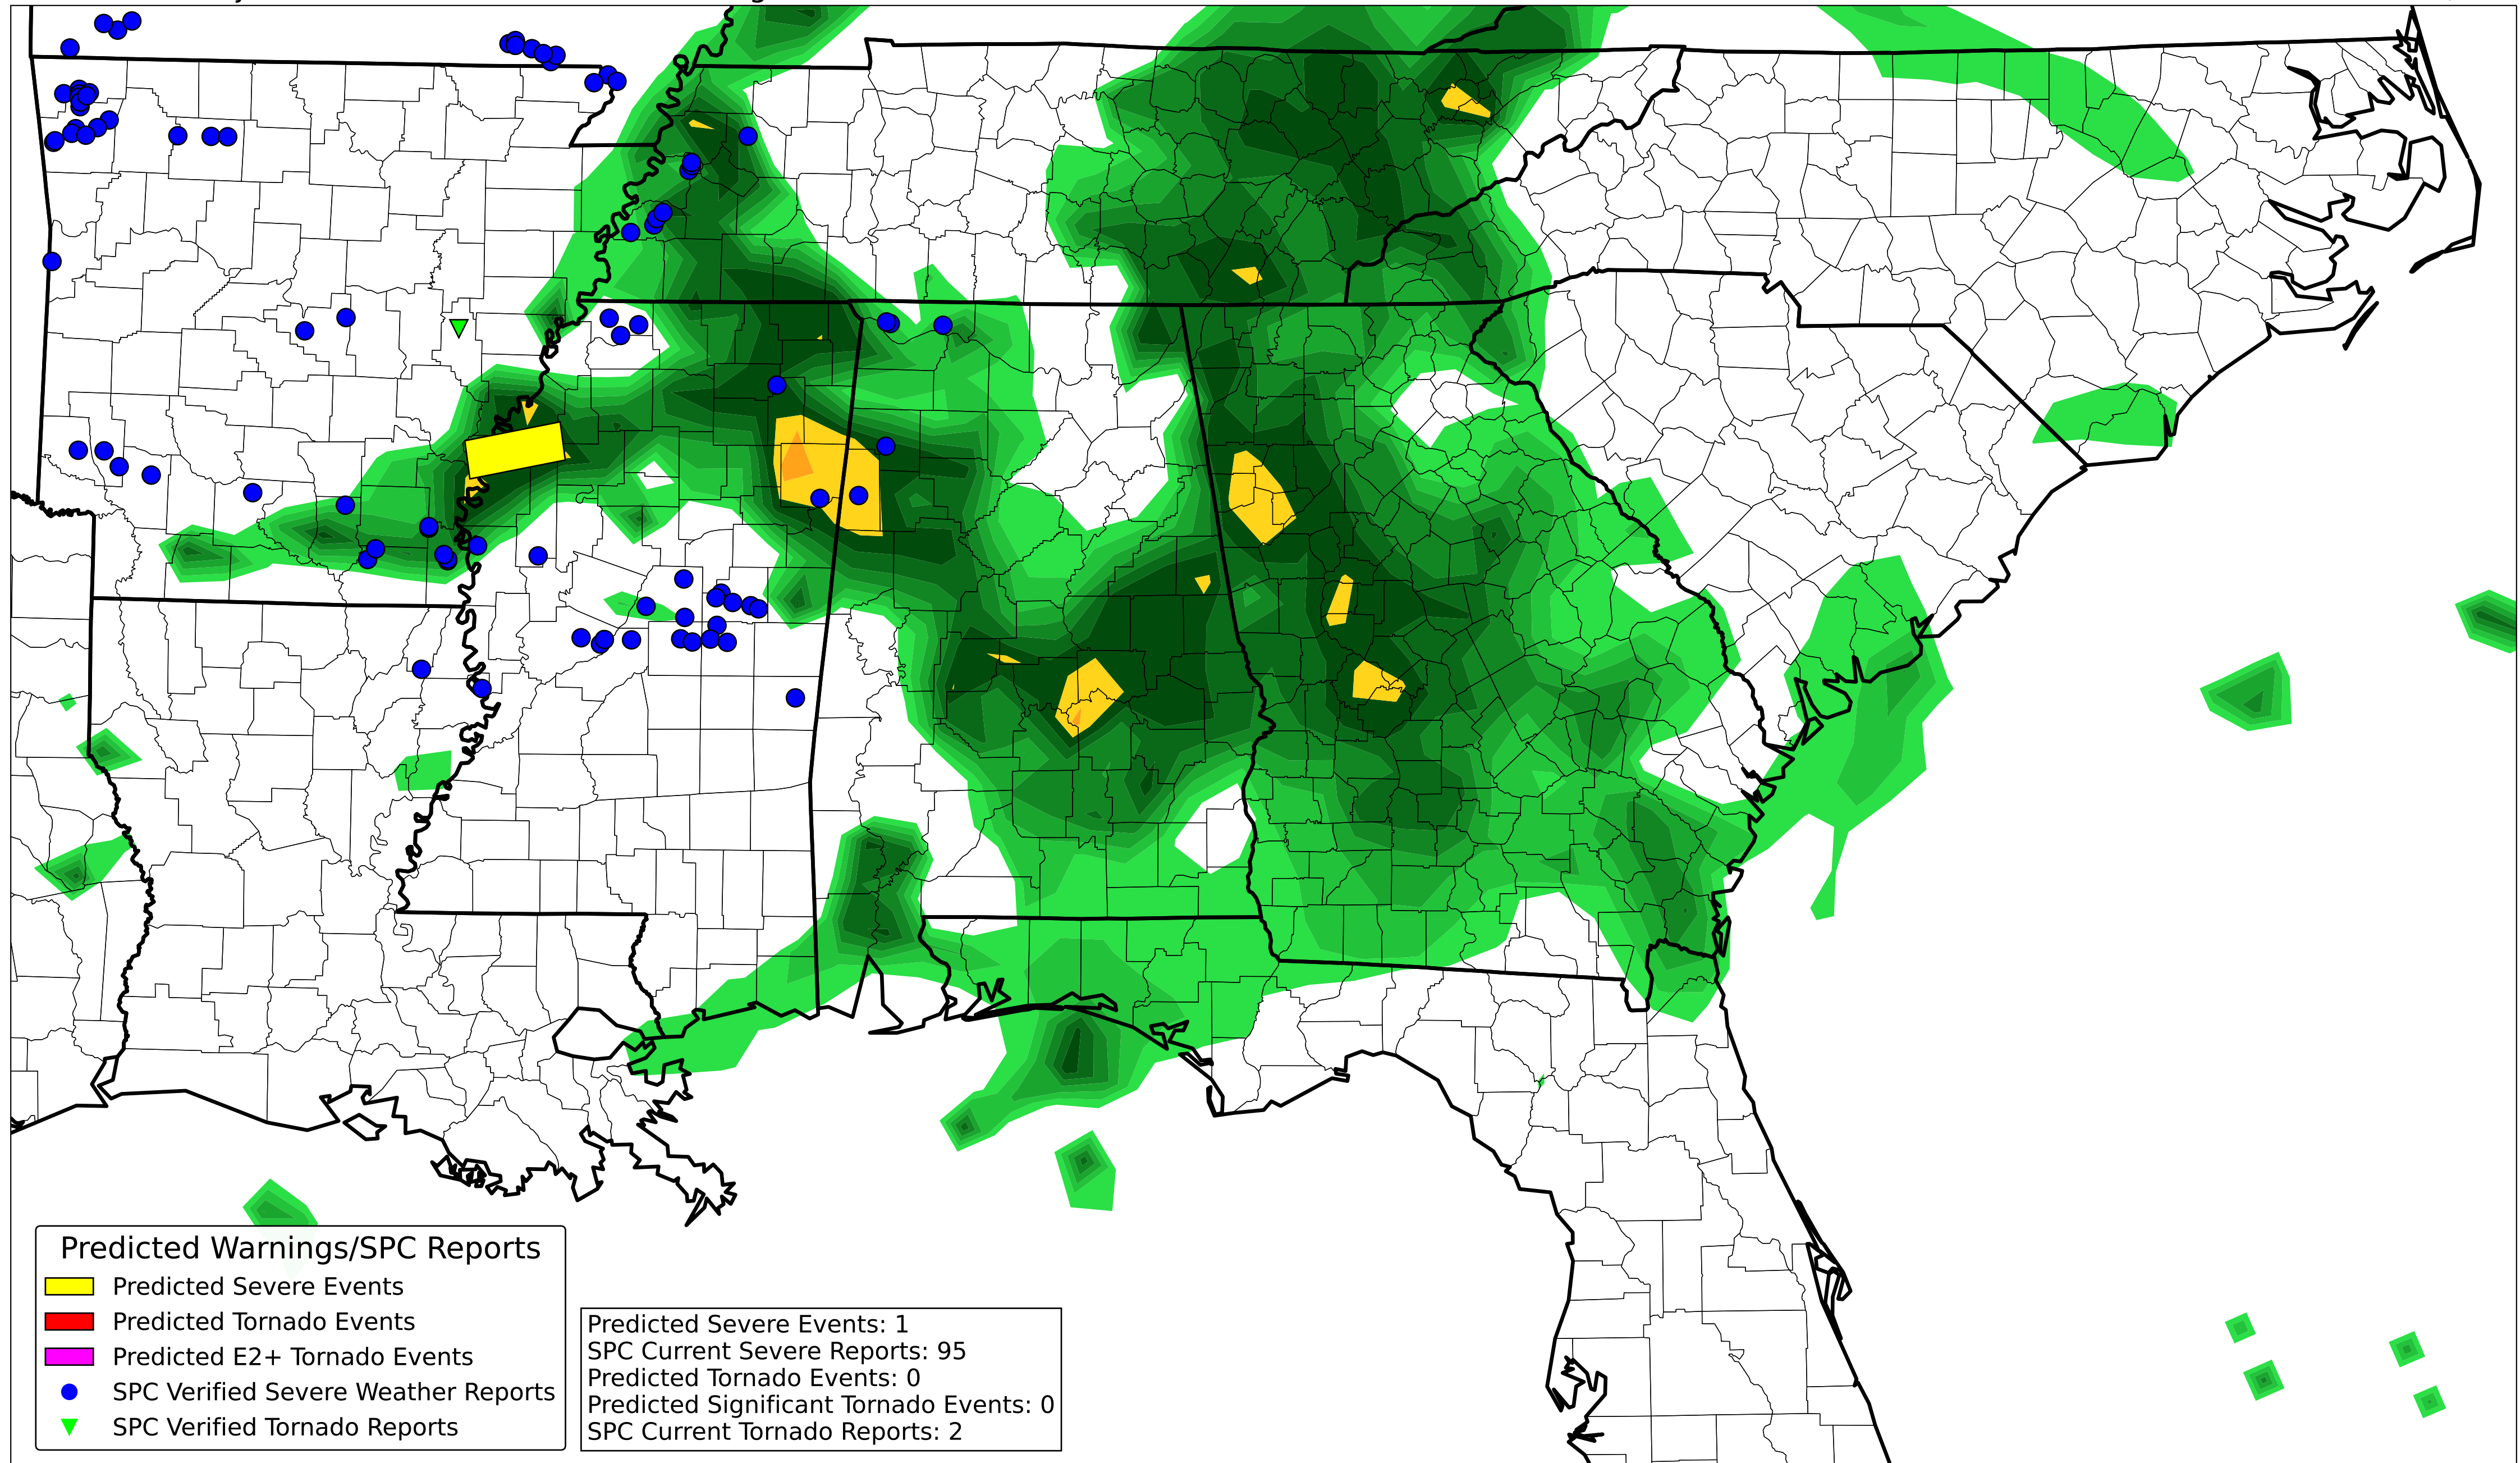 Predicted Warnings/SPC Reports
Predicted Severe Events
Predicted Tornado Events
Predicted E2+ Tornado Events
SPC Verified Severe Weather Reports
SPC Verified Tornado Reports
Predicted Severe Events: 1
SPC Current Severe Reports: 95
Predicted Tornado Events: 0
Predicted Significant Tornado Events: 0
SPC Current Tornado Reports: 2